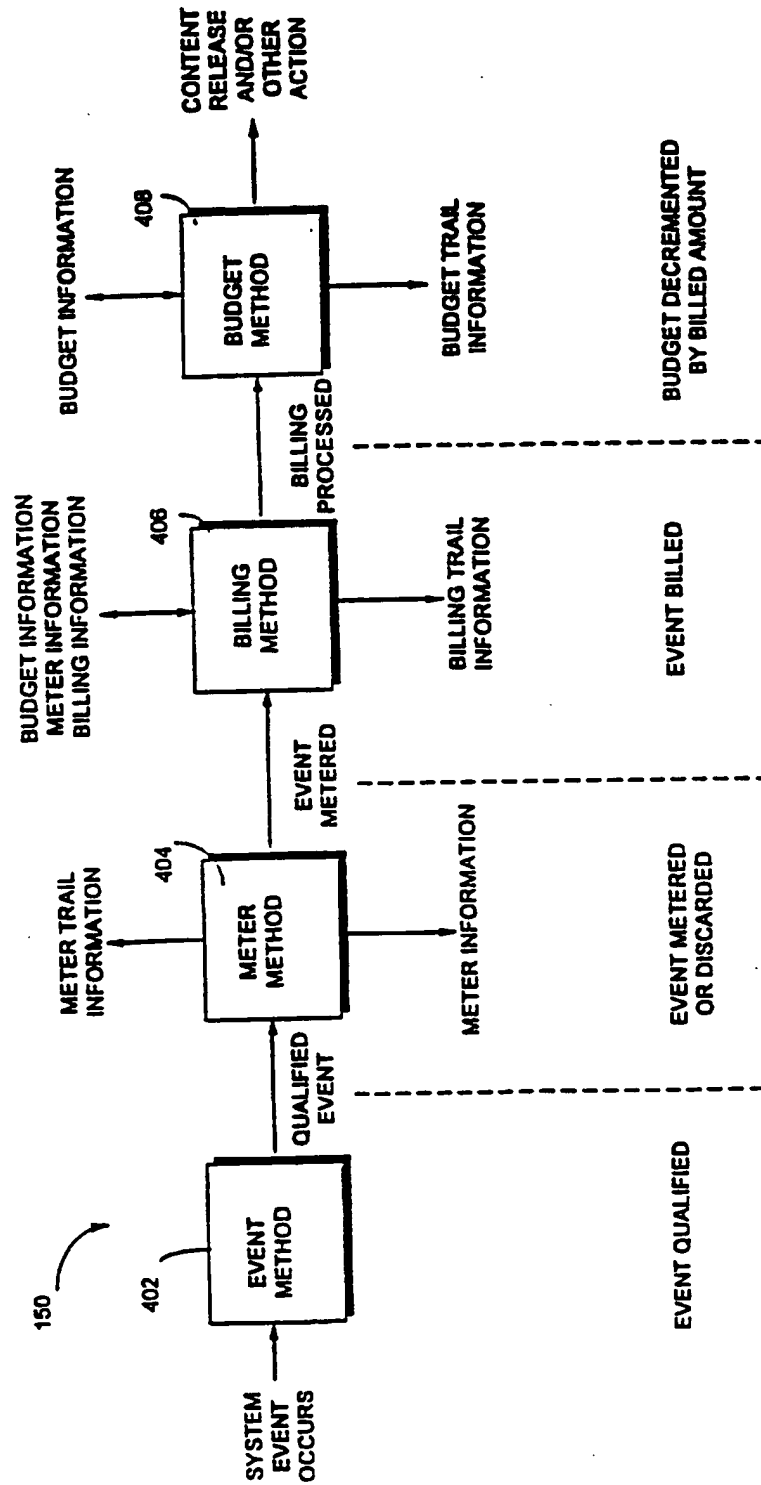 150
SYSTEM
EVENT
OCCURS
402
EVENT
METHOD
QUALIFIED
EVENT
EVENT QUALIFIED
METER TRAIL
INFORMATION
404
METER
METHOD
EVENT
METERED
METER INFORMATION
EVENT METERED
OR DISCARDED
BUDGET INFORMATION
METER INFORMATION
BILLING INFORMATION
406
BILLING
METHOD
BILLING
PROCESSED
BILLING TRAIL
INFORMATION
EVENT BILLED
BUDGET INFORMATION
408
BUDGET
METHOD
CONTENT
RELEASE
AND/OR
OTHER
ACTION
BUDGET TRAIL
INFORMATION
BUDGET DECREMENTED
BY BILLED AMOUNT